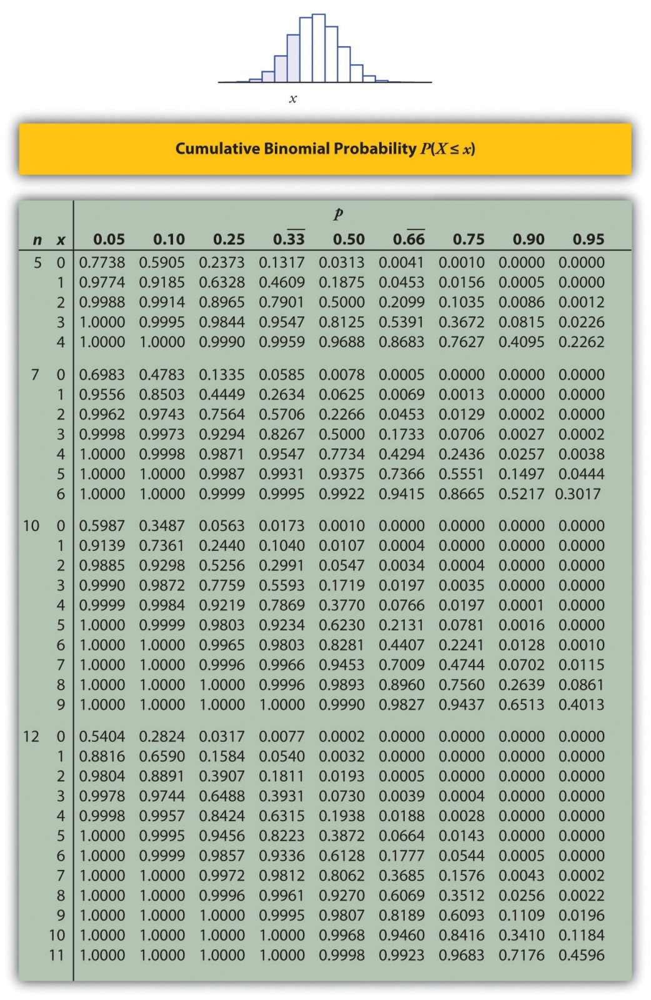 x
Cumulative Binomial Probability P(X ≤ x)
p
n x 0.05 0.10 0.25 0.3̅3̅ 0.50 0.6̅6̅ 0.75 0.90 0.95
5 0 0.7738 0.5905 0.2373 0.1317 0.0313 0.0041 0.0010 0.0000 0.0000
1 0.9774 0.9185 0.6328 0.4609 0.1875 0.0453 0.0156 0.0005 0.0000
2 0.9988 0.9914 0.8965 0.7901 0.5000 0.2099 0.1035 0.0086 0.0012
3 1.0000 0.9995 0.9844 0.9547 0.8125 0.5391 0.3672 0.0815 0.0226
4 1.0000 1.0000 0.9990 0.9959 0.9688 0.8683 0.7627 0.4095 0.2262
7 0 0.6983 0.4783 0.1335 0.0585 0.0078 0.0005 0.0000 0.0000 0.0000
1 0.9556 0.8503 0.4449 0.2634 0.0625 0.0069 0.0013 0.0000 0.0000
2 0.9962 0.9743 0.7564 0.5706 0.2266 0.0453 0.0129 0.0002 0.0000
3 0.9998 0.9973 0.9294 0.8267 0.5000 0.1733 0.0706 0.0027 0.0002
4 1.0000 0.9998 0.9871 0.9547 0.7734 0.4294 0.2436 0.0257 0.0038
5 1.0000 1.0000 0.9987 0.9931 0.9375 0.7366 0.5551 0.1497 0.0444
6 1.0000 1.0000 0.9999 0.9995 0.9922 0.9415 0.8665 0.5217 0.3017
10 0 0.5987 0.3487 0.0563 0.0173 0.0010 0.0000 0.0000 0.0000 0.0000
1 0.9139 0.7361 0.2440 0.1040 0.0107 0.0004 0.0000 0.0000 0.0000
2 0.9885 0.9298 0.5256 0.2991 0.0547 0.0034 0.0004 0.0000 0.0000
3 0.9990 0.9872 0.7759 0.5593 0.1719 0.0197 0.0035 0.0000 0.0000
4 0.9999 0.9984 0.9219 0.7869 0.3770 0.0766 0.0197 0.0001 0.0000
5 1.0000 0.9999 0.9803 0.9234 0.6230 0.2131 0.0781 0.0016 0.0000
6 1.0000 1.0000 0.9965 0.9803 0.8281 0.4407 0.2241 0.0128 0.0010
7 1.0000 1.0000 0.9996 0.9966 0.9453 0.7009 0.4744 0.0702 0.0115
8 1.0000 1.0000 1.0000 0.9996 0.9893 0.8960 0.7560 0.2639 0.0861
9 1.0000 1.0000 1.0000 1.0000 0.9990 0.9827 0.9437 0.6513 0.4013
12 0 0.5404 0.2824 0.0317 0.0077 0.0002 0.0000 0.0000 0.0000 0.0000
1 0.8816 0.6590 0.1584 0.0540 0.0032 0.0000 0.0000 0.0000 0.0000
2 0.9804 0.8891 0.3907 0.1811 0.0193 0.0005 0.0000 0.0000 0.0000
3 0.9978 0.9744 0.6488 0.3931 0.0730 0.0039 0.0004 0.0000 0.0000
4 0.9998 0.9957 0.8424 0.6315 0.1938 0.0188 0.0028 0.0000 0.0000
5 1.0000 0.9995 0.9456 0.8223 0.3872 0.0664 0.0143 0.0000 0.0000
6 1.0000 0.9999 0.9857 0.9336 0.6128 0.1777 0.0544 0.0005 0.0000
7 1.0000 1.0000 0.9972 0.9812 0.8062 0.3685 0.1576 0.0043 0.0002
8 1.0000 1.0000 0.9996 0.9961 0.9270 0.6069 0.3512 0.0256 0.0022
9 1.0000 1.0000 1.0000 0.9995 0.9807 0.8189 0.6093 0.1109 0.0196
10 1.0000 1.0000 1.0000 1.0000 0.9968 0.9460 0.8416 0.3410 0.1184
11 1.0000 1.0000 1.0000 1.0000 0.9998 0.9923 0.9683 0.7176 0.4596